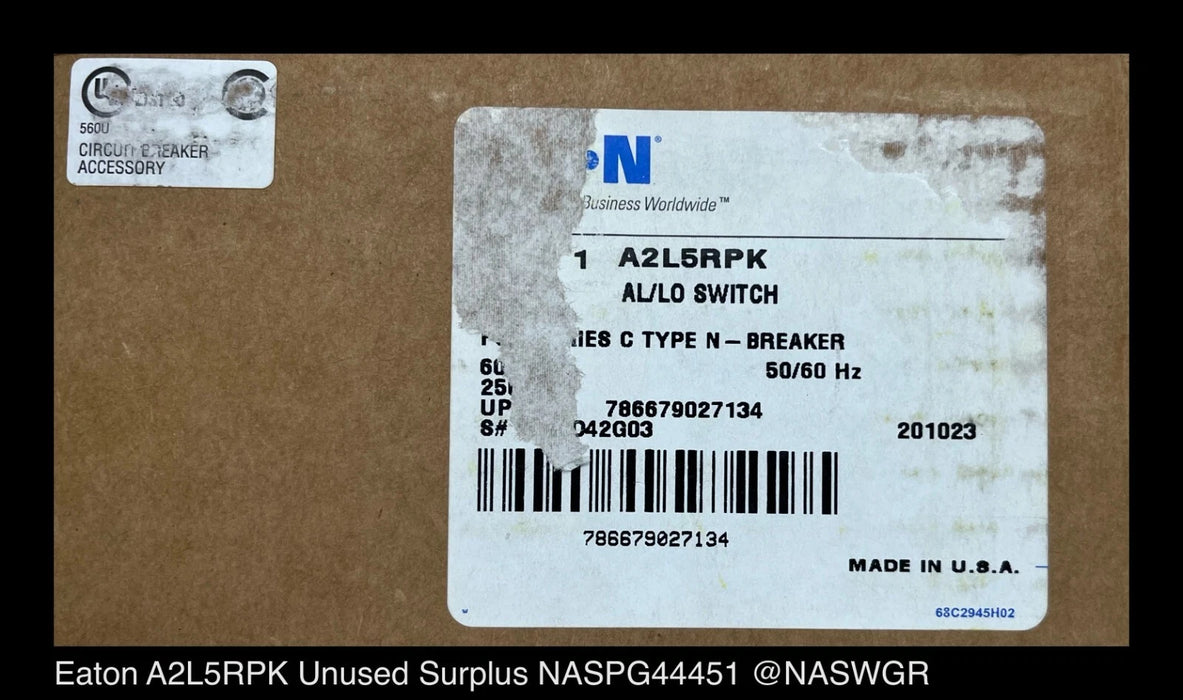 560U
CIRCUIT BREAKER
ACCESSORY
N®
Business Worldwide™
1 A2L5RPK
AL/LO SWITCH
IES C TYPE N – BREAKER
60 50/60 Hz
25
UP 786679027134
S# 042G03 201023
786679027134
MADE IN U.S.A.
68C2945H02
Eaton A2L5RPK Unused Surplus NASPG44451 @NASWGR